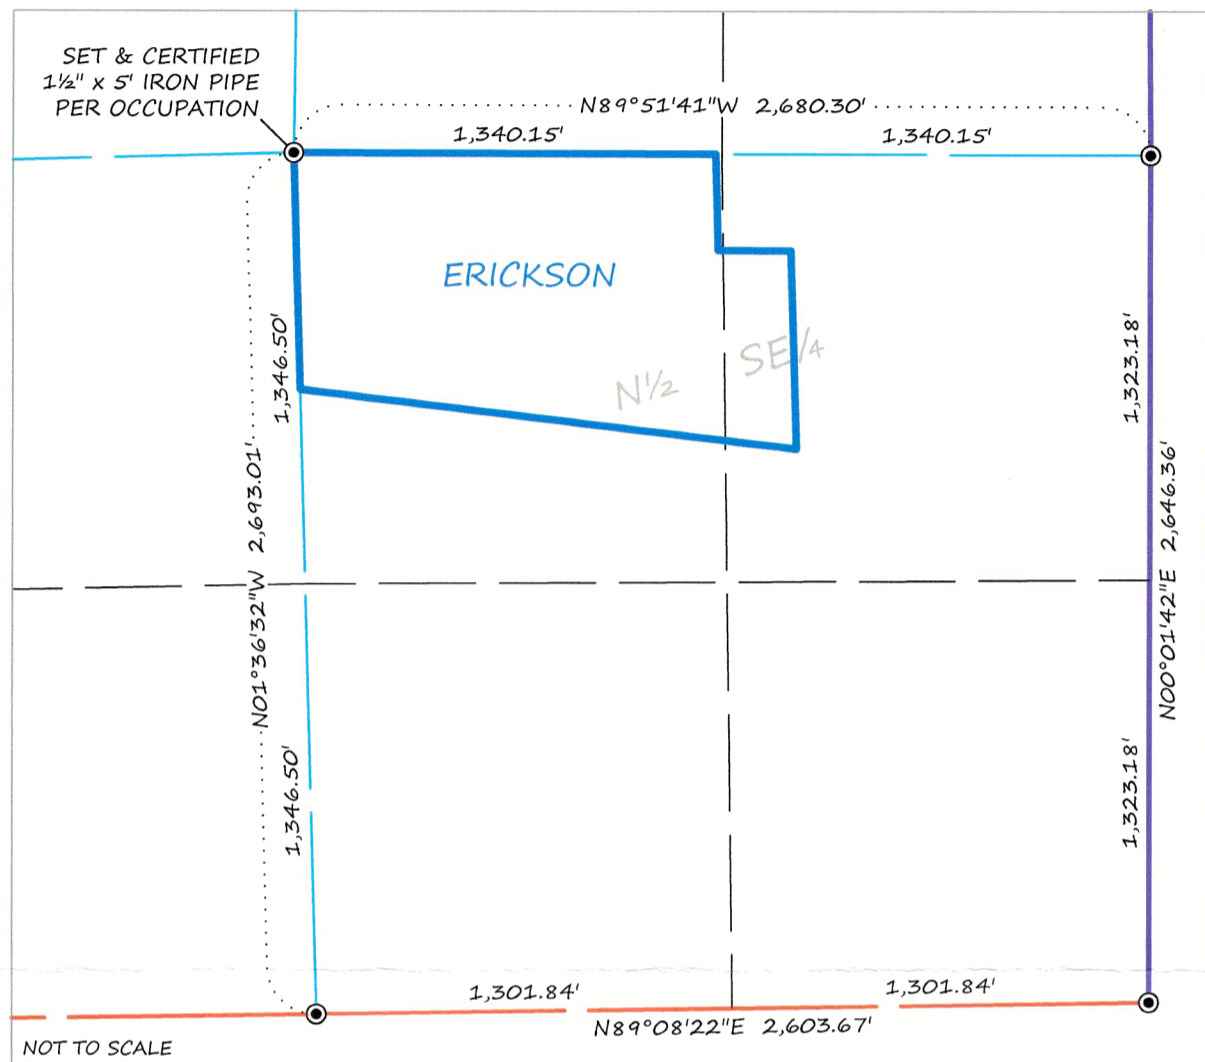 SET & CERTIFIED
1½" x 5' IRON PIPE
PER OCCUPATION
N89°51'41"W 2,680.30'
1,340.15'
1,340.15'
ERICKSON
1,346.50'
N½
SE¼
1,323.18'
N01°36'32"W 2,693.01'
N00°01'42"E 2,646.36'
1,346.50'
1,323.18'
1,301.84'
1,301.84'
N89°08'22"E 2,603.67'
NOT TO SCALE